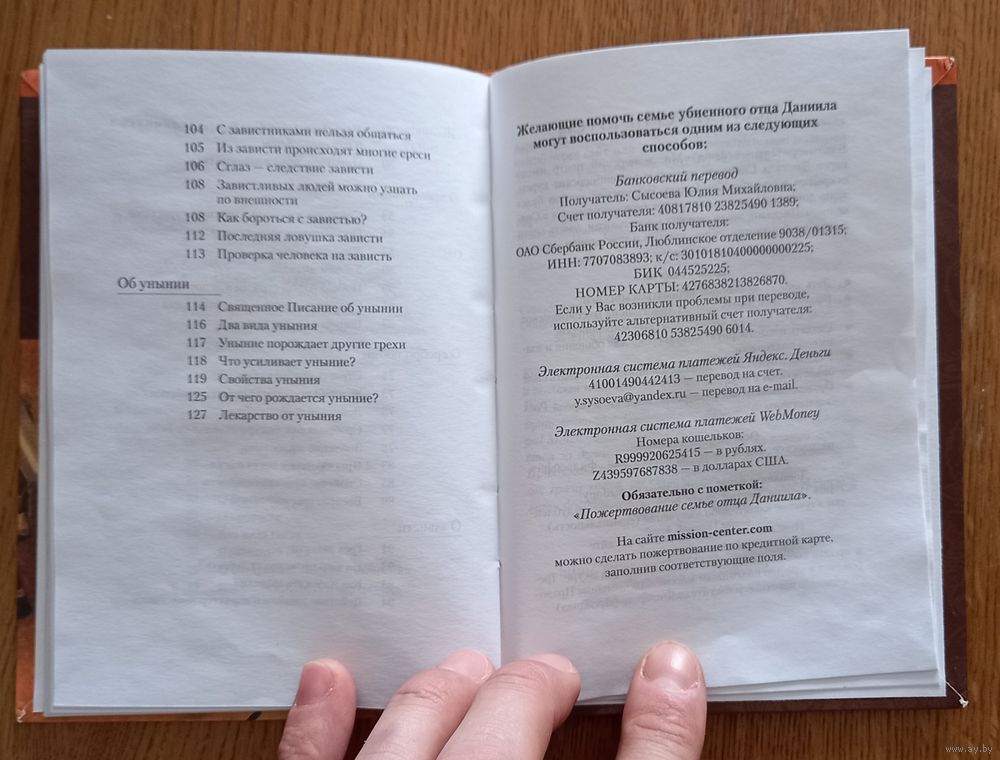 104 С завистниками нельзя общаться
105 Из зависти происходят многие ереси
106 Сглаз — следствие зависти
108 Завистливых людей можно узнать
по внешности
108 Как бороться с завистью?
112 Последняя ловушка зависти
113 Проверка человека на зависть
Об унынии
114 Священное Писание об унынии
116 Два вида уныния
117 Уныние порождает другие грехи
118 Что усиливает уныние?
119 Свойства уныния
125 От чего рождается уныние?
127 Лекарство от уныния
Желающие помочь семье убиенного отца Даниила
могут воспользоваться одним из следующих
способов:
Банковский перевод
Получатель: Сысоева Юлия Михайловна;
Счет получателя: 40817810 23825490 1389;
Банк получателя:
ОАО Сбербанк России, Люблинское отделение 9038/01315;
ИНН: 7707083893; к/с: 30101810400000000225;
БИК 044525225;
НОМЕР КАРТЫ: 4276838213826870.
Если у Вас возникли проблемы при переводе,
используйте альтернативный счет получателя:
42306810 53825490 6014.
Электронная система платежей Яндекс. Деньги
41001490442413 — перевод на счет.
y.sysoeva@yandex.ru — перевод на e-mail.
Электронная система платежей WebMoney
Номера кошельков:
R999920625415 — в рублях.
Z439597687838 — в долларах США.
Обязательно с пометкой:
«Пожертвование семье отца Даниила».
На сайте mission-center.com
можно сделать пожертвование по кредитной карте,
заполнив соответствующие поля.
www.ay.by